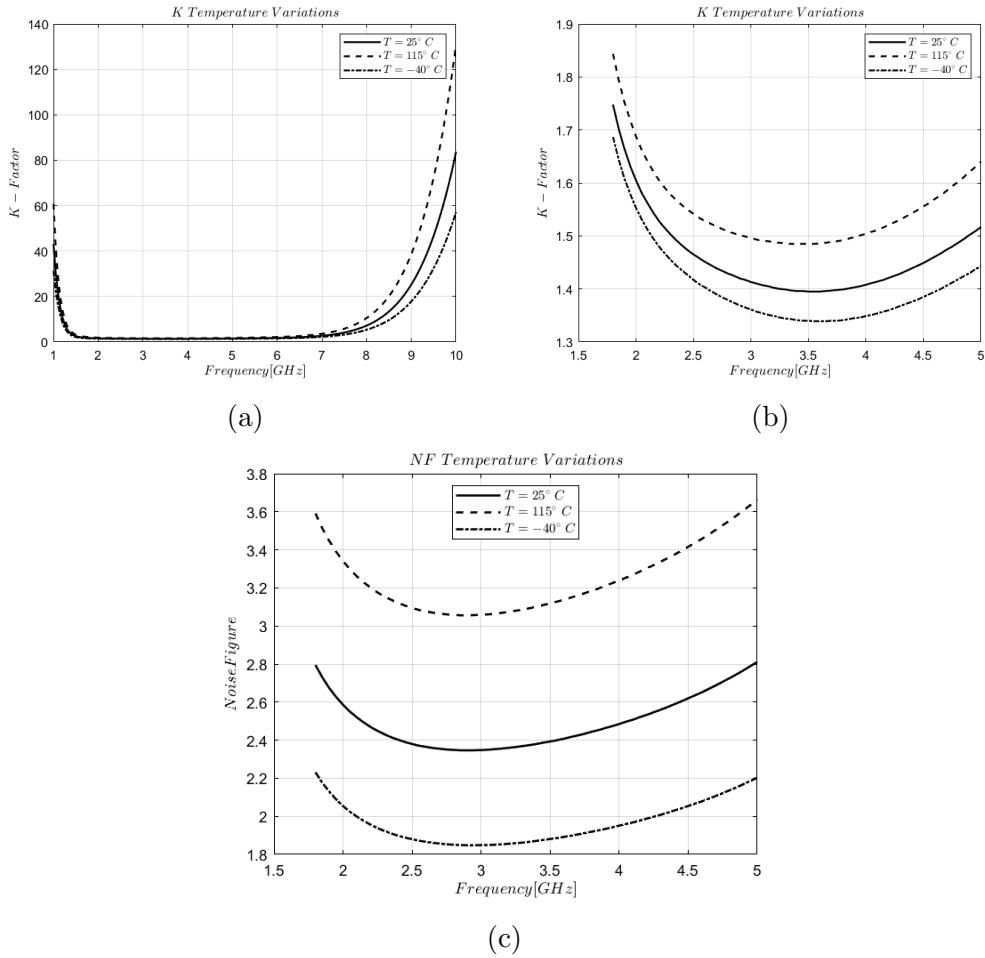 K Temperature Variations
140
120
100
80
60
40
20
0
K − Factor
T = 25° C
T = 115° C
T = −40° C
1 2 3 4 5 6 7 8 9 10
Frequency[GHz]
(a)
K Temperature Variations
1.9
1.8
1.7
1.6
1.5
1.4
1.3
K − Factor
T = 25° C
T = 115° C
T = −40° C
1.5 2 2.5 3 3.5 4 4.5 5
Frequency[GHz]
(b)
NF Temperature Variations
3.8
3.6
3.4
3.2
3
2.8
2.6
2.4
2.2
2
1.8
NoiseFigure
T = 25° C
T = 115° C
T = −40° C
1.5 2 2.5 3 3.5 4 4.5 5
Frequency[GHz]
(c)